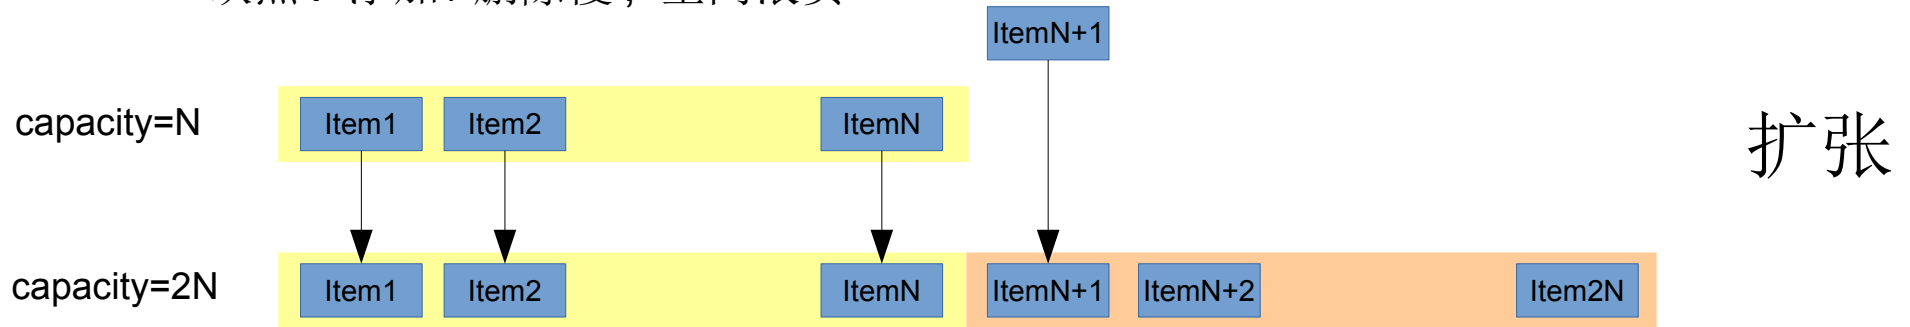 ItemN+1
capacity=N Item1 Item2 ItemN 扩张
capacity=2N Item1 Item2 ItemN ItemN+1 ItemN+2 Item2N